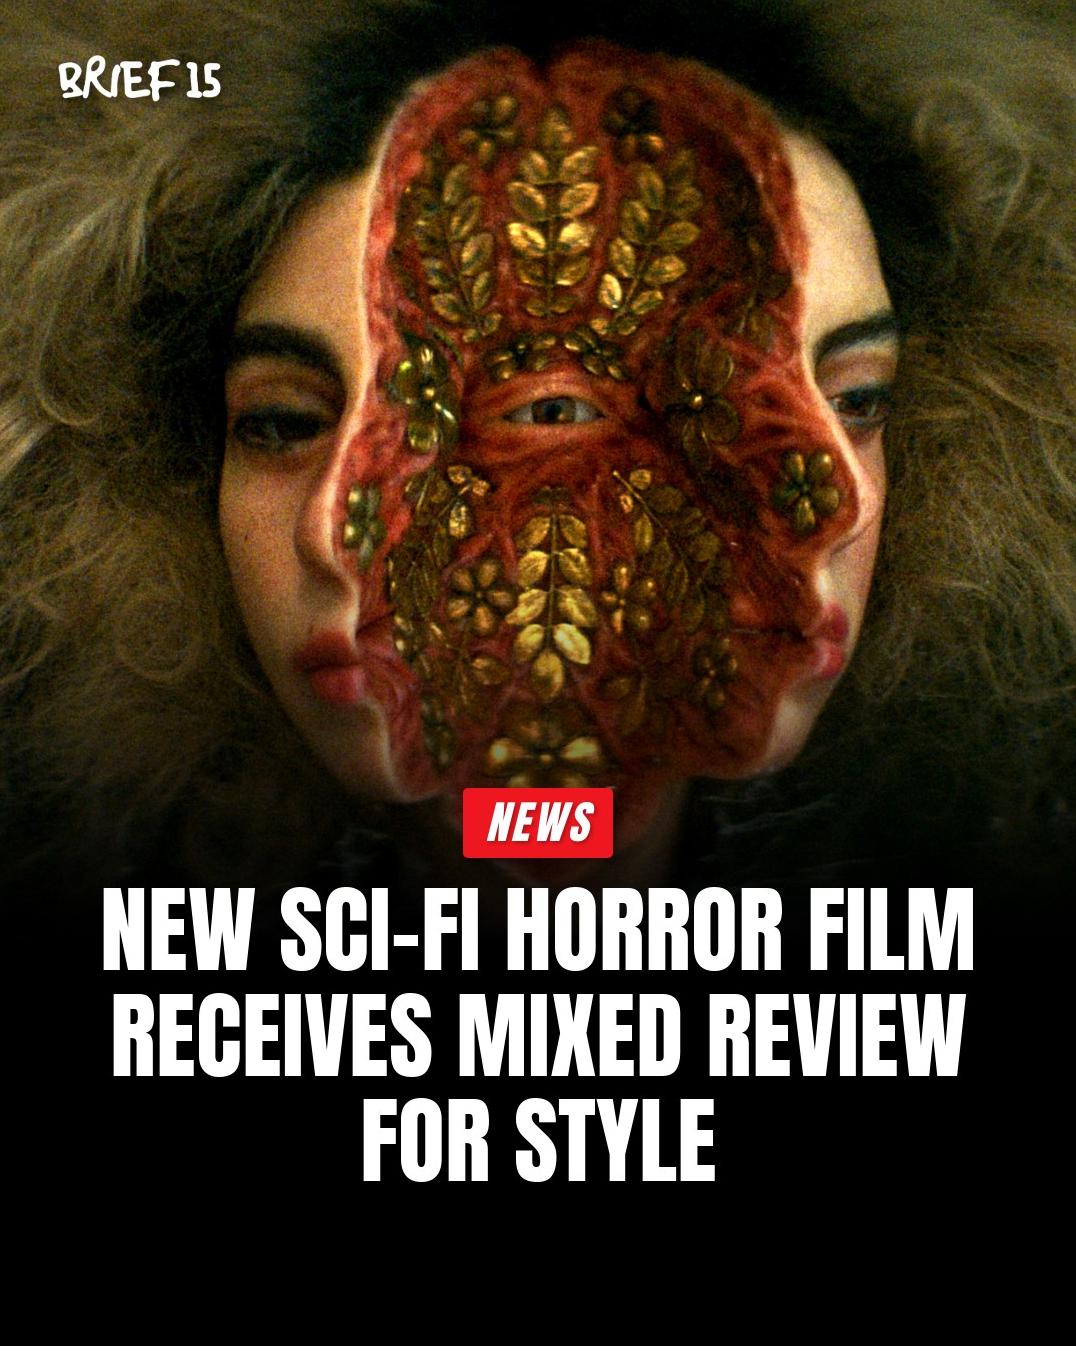 BRIEF 15
NEWS
NEW SCI-FI HORROR FILM
RECEIVES MIXED REVIEW
FOR STYLE